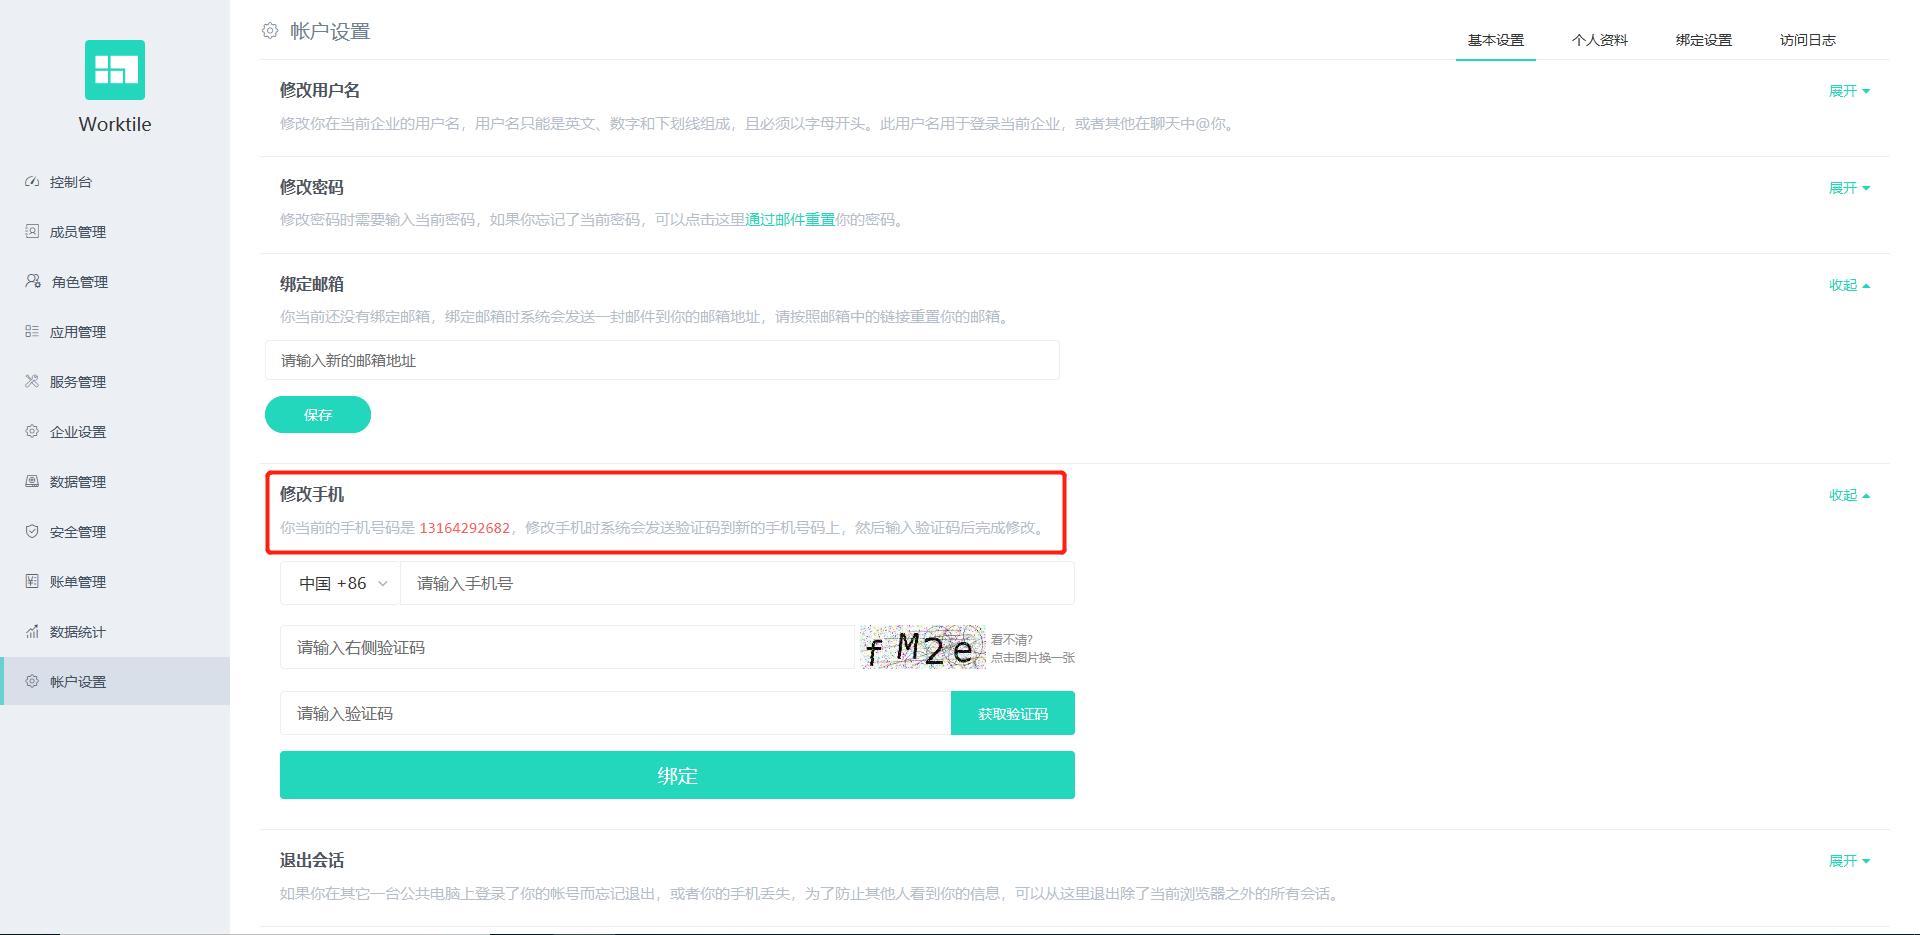 Worktile
控制台
成员管理
角色管理
应用管理
服务管理
企业设置
数据管理
安全管理
账单管理
数据统计
帐户设置
帐户设置
基本设置 个人资料 绑定设置 访问日志
修改用户名 展开
修改你在当前企业的用户名，用户名只能是英文、数字和下划线组成，且必须以字母开头。此用户名用于登录当前企业，或者其他在聊天中@你。
修改密码 展开
修改密码时需要输入当前密码，如果你忘记了当前密码，可以点击这里通过邮件重置你的密码。
绑定邮箱 收起
你当前还没有绑定邮箱，绑定邮箱时系统会发送一封邮件到你的邮箱地址，请按照邮箱中的链接重置你的邮箱。
请输入新的邮箱地址
保存
修改手机 收起
你当前的手机号码是 13164292682，修改手机时系统会发送验证码到新的手机号码上，然后输入验证码后完成修改。
中国 +86 请输入手机号
请输入右侧验证码 fM2e 看不清?
点击图片换一张
请输入验证码 获取验证码
绑定
退出会话 展开
如果你在其它一台公共电脑上登录了你的帐号而忘记退出，或者你的手机丢失，为了防止其他人看到你的信息，可以从这里退出除了当前浏览器之外的所有会话。